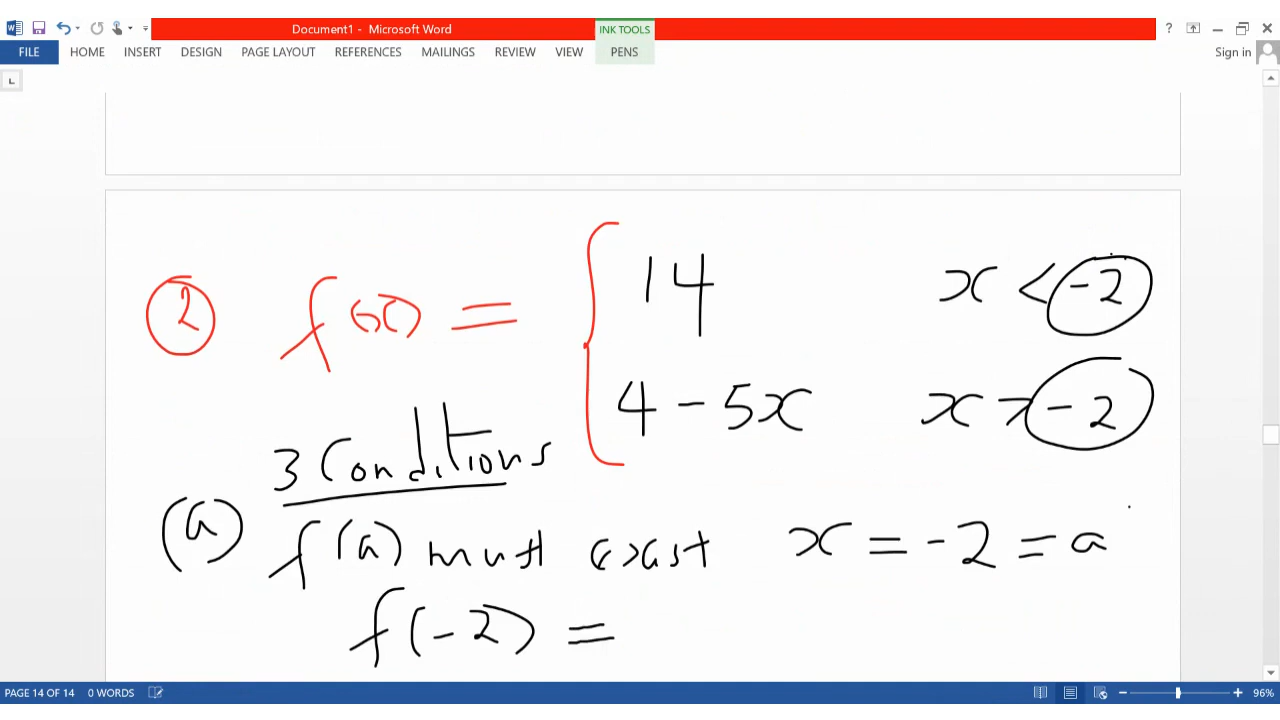 Document1 - Microsoft Word
INK TOOLS
FILE HOME INSERT DESIGN PAGE LAYOUT REFERENCES MAILINGS REVIEW VIEW PENS
Sign in
② f(x) = { 14 x < -2
4 - 5x x > -2
3 Conditions
(a) f(a) must exist x = -2 = a
f(-2) =
PAGE 14 OF 14 0 WORDS
96%